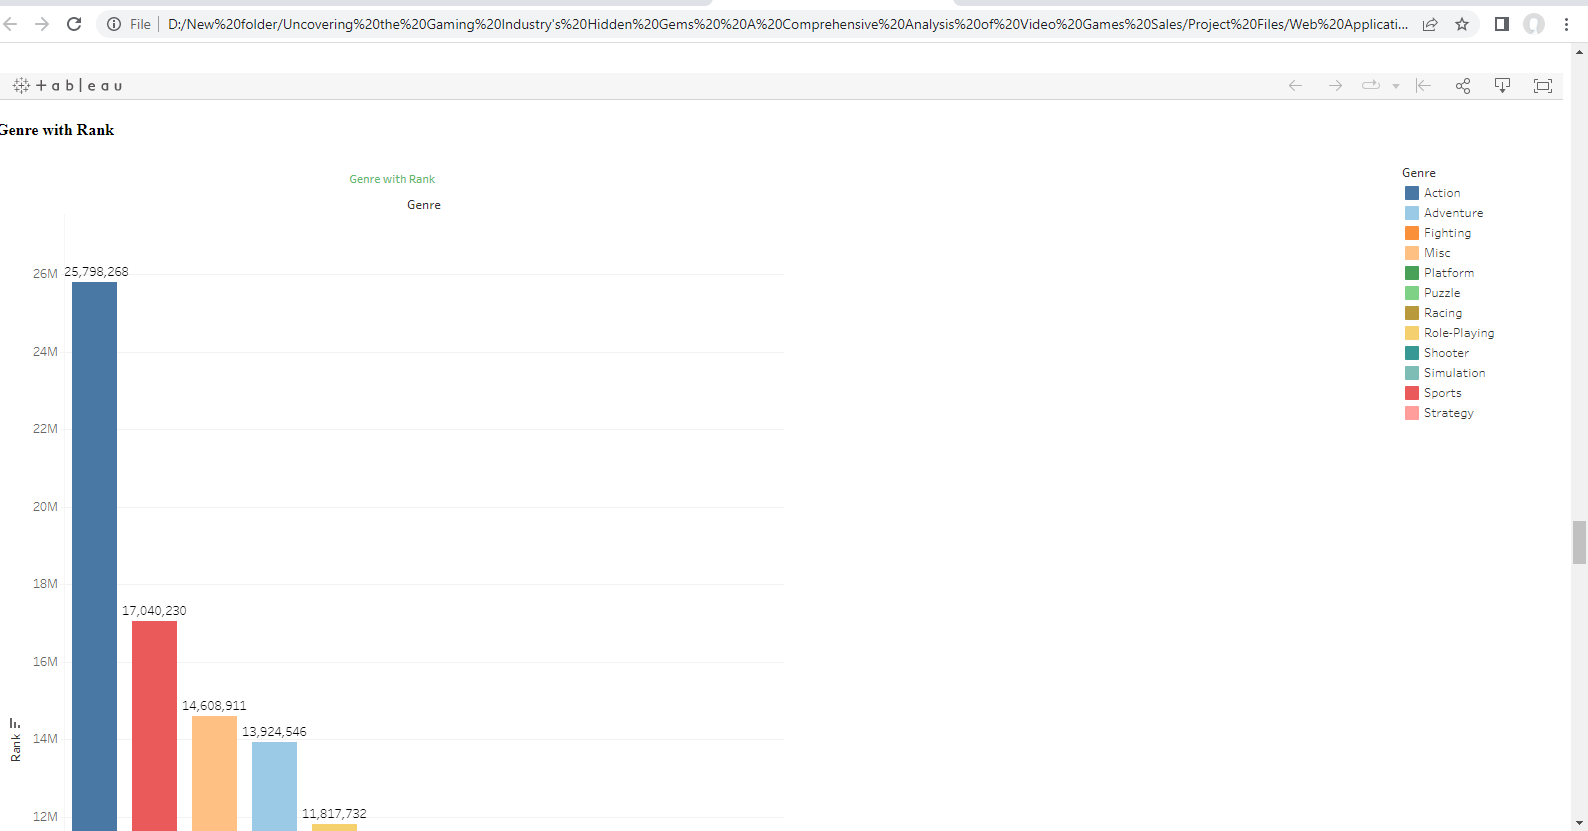 File D:/New%20folder/Uncovering%20the%20Gaming%20Industry's%20Hidden%20Gems%20%20A%20Comprehensive%20Analysis%20of%20Video%20Games%20Sales/Project%20Files/Web%20Applicati...
+ableau
Genre with Rank
Genre with Rank
Genre
26M
24M
22M
20M
18M
16M
14M
12M
Rank
25,798,268
17,040,230
14,608,911
13,924,546
11,817,732
Genre
Action
Adventure
Fighting
Misc
Platform
Puzzle
Racing
Role-Playing
Shooter
Simulation
Sports
Strategy